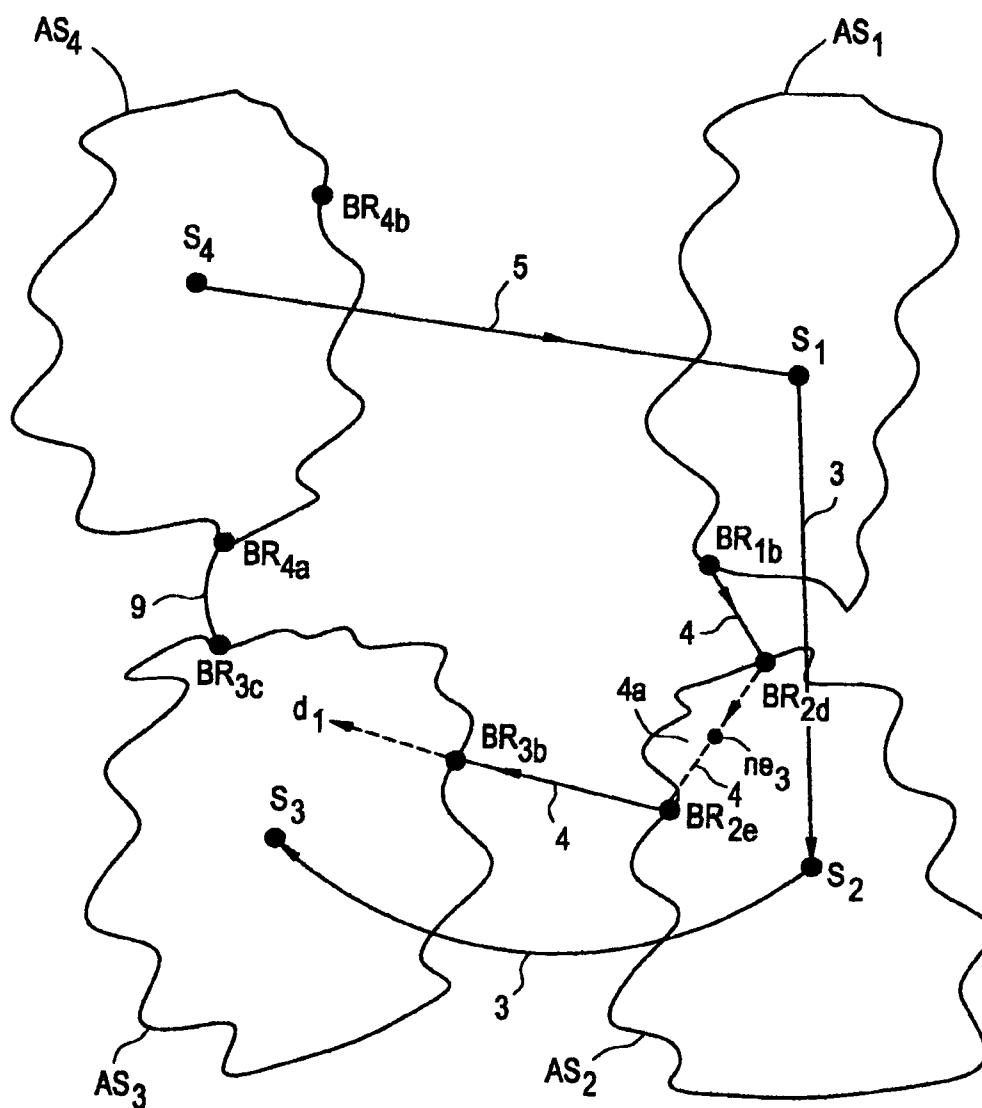 AS₄
AS₁
BR₄b
S₄
5
S₁
3
BR₁b
BR₄a
9
4
BR₃c
BR₂d
4a
d₁
BR₃b
ne₃
4
S₃
4
BR₂e
S₂
3
AS₃
AS₂